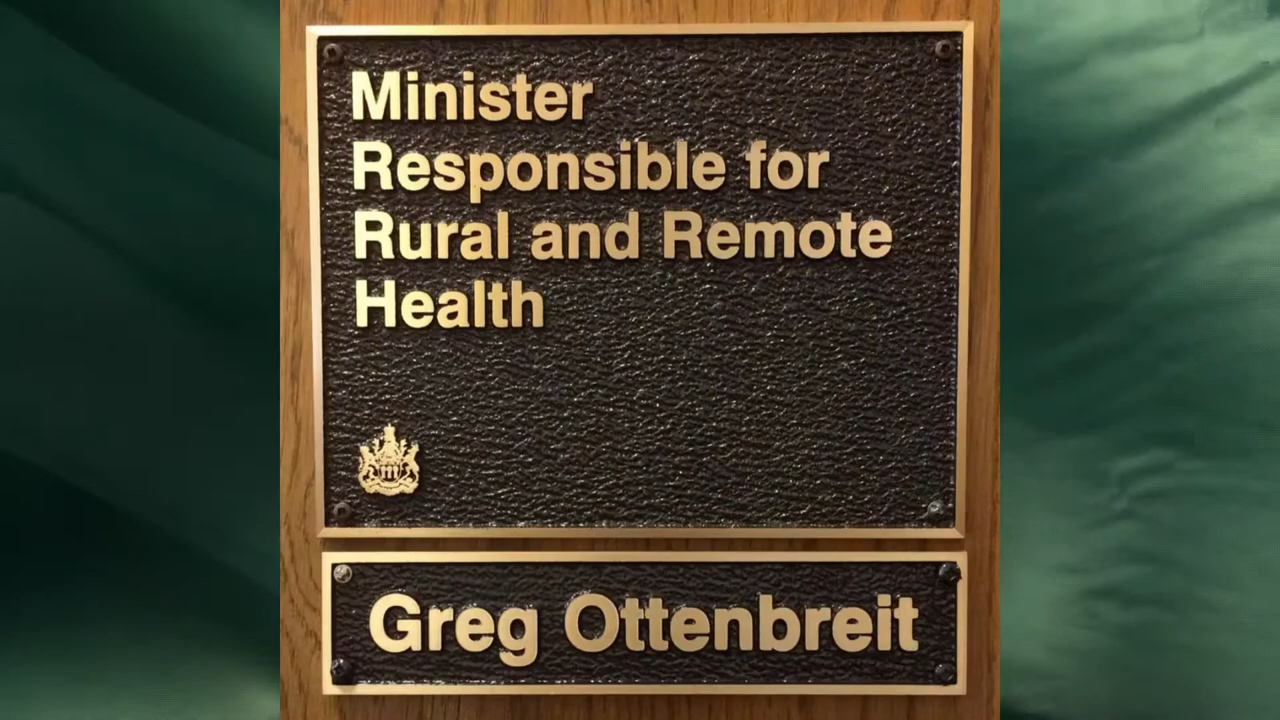 Minister
Responsible for
Rural and Remote
Health
Greg Ottenbreit